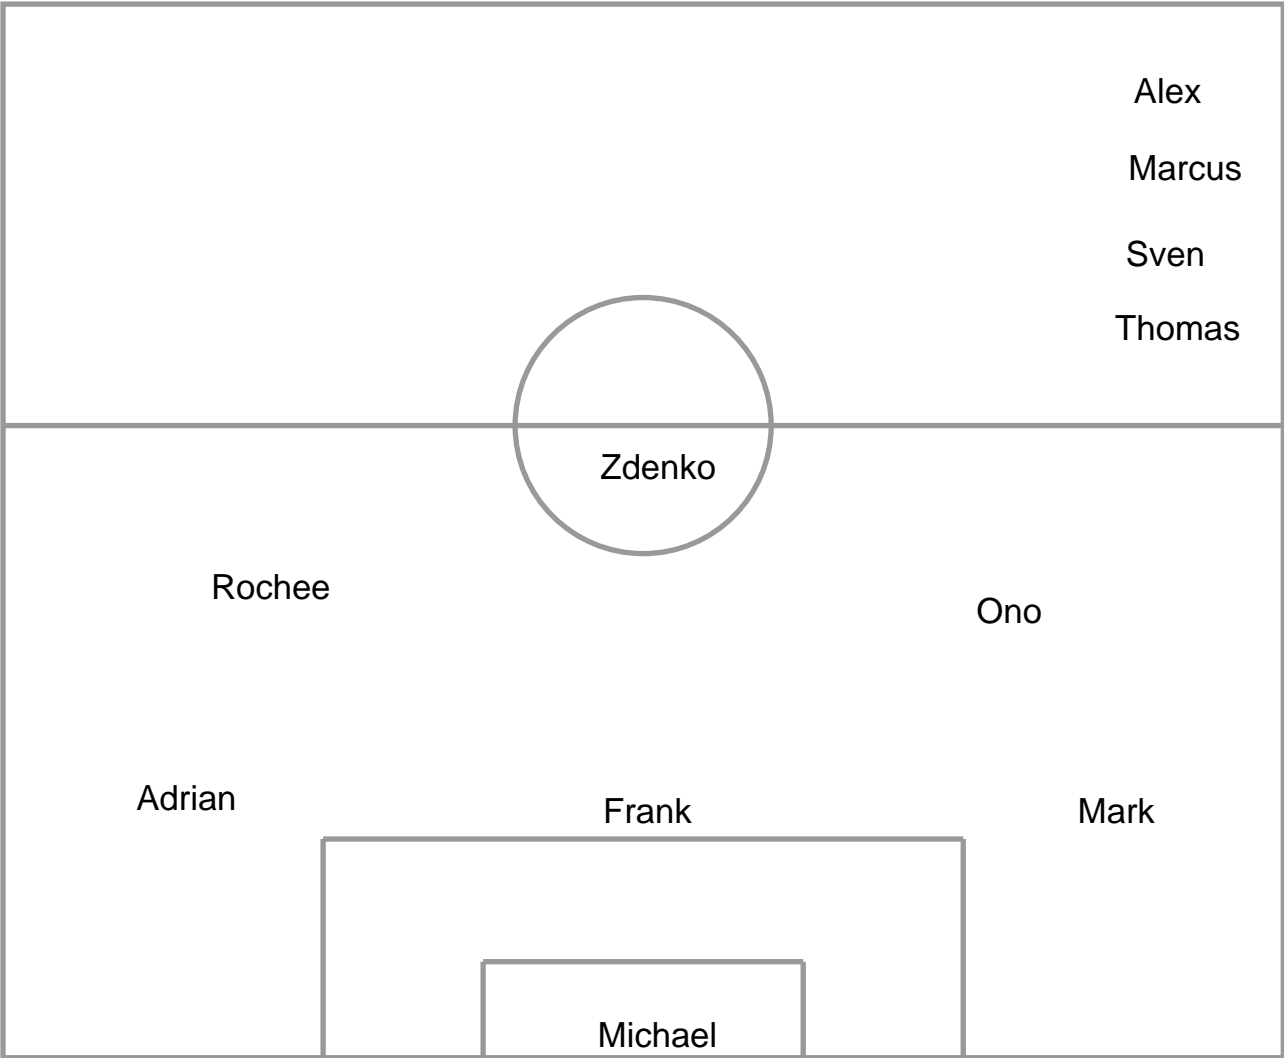 Alex
Marcus
Sven
Thomas
Zdenko
Rochee
Ono
Adrian
Frank
Mark
Michael